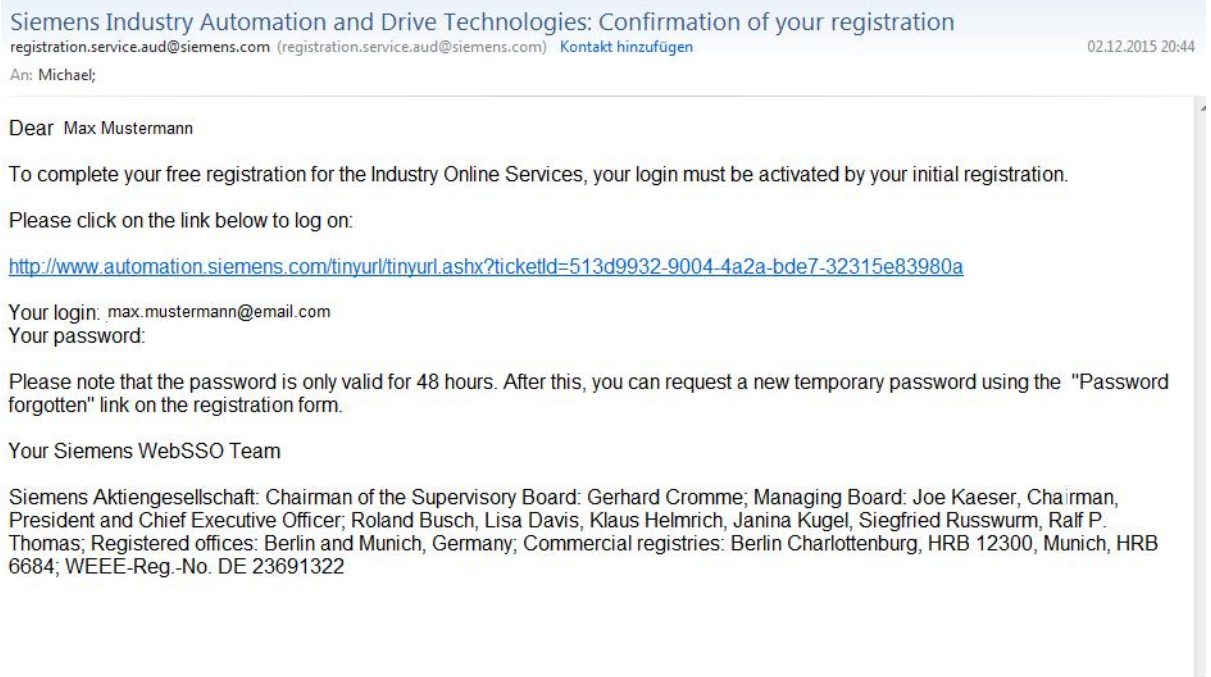 Siemens Industry Automation and Drive Technologies: Confirmation of your registration
registration.service.aud@siemens.com (registration.service.aud@siemens.com) Kontakt hinzufügen 02.12.2015 20:44
An: Michael;
Dear Max Mustermann
To complete your free registration for the Industry Online Services, your login must be activated by your initial registration.
Please click on the link below to log on:
http://www.automation.siemens.com/tinyurl/tinyurl.ashx?ticketId=513d9932-9004-4a2a-bde7-32315e83980a
Your login: max.mustermann@email.com
Your password:
Please note that the password is only valid for 48 hours. After this, you can request a new temporary password using the "Password
forgotten" link on the registration form.
Your Siemens WebSSO Team
Siemens Aktiengesellschaft: Chairman of the Supervisory Board: Gerhard Cromme; Managing Board: Joe Kaeser, Chairman,
President and Chief Executive Officer; Roland Busch, Lisa Davis, Klaus Helmrich, Janina Kugel, Siegfried Russwurm, Ralf P.
Thomas; Registered offices: Berlin and Munich, Germany; Commercial registries: Berlin Charlottenburg, HRB 12300, Munich, HRB
6684; WEEE-Reg.-No. DE 23691322